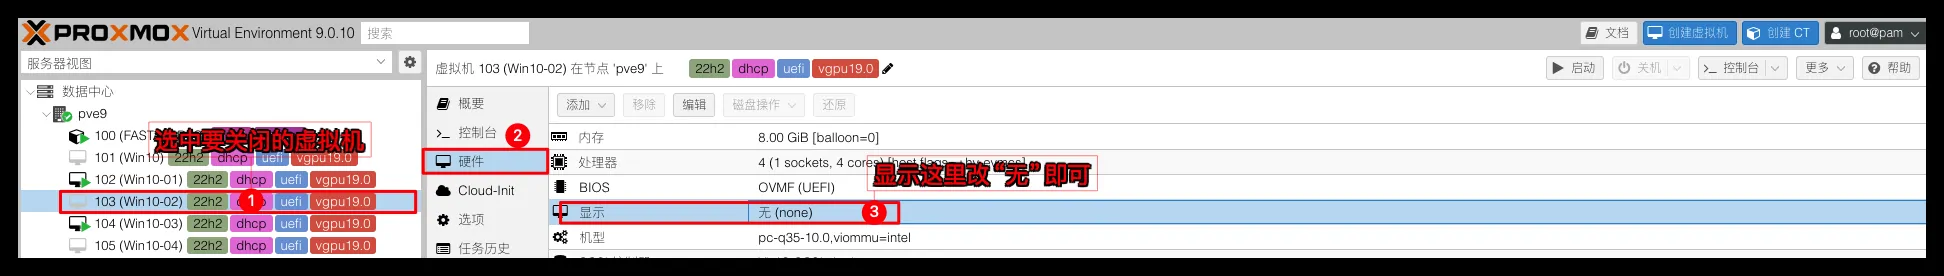 PROXMOX Virtual Environment 9.0.10 搜索 文档 创建虚拟机 创建 CT root@pam
服务器视图
虚拟机 103 (Win10-02) 在节点 'pve9' 上 22h2 dhcp uefi vgpu19.0 启动 关机 控制台 更多 帮助
数据中心
pve9
100 (FAST
选中要关闭的虚拟机
101 (Win10) 22h2 dhcp uefi vgpu19.0
102 (Win10-01) 22h2 dhcp uefi vgpu19.0
103 (Win10-02) 22h2 dhcp uefi vgpu19.0
1
104 (Win10-03) 22h2 dhcp uefi vgpu19.0
105 (Win10-04) 22h2 dhcp uefi vgpu19.0
概要
控制台
2
硬件
Cloud-Init
选项
任务历史
添加 移除 编辑 磁盘操作 还原
内存 8.00 GiB [balloon=0]
处理器 4 (1 sockets, 4 cores) [host
显示这里改“无”即可
BIOS OVMF (UEFI)
显示 无 (none)
3
机型 pc-q35-10.0,viommu=intel